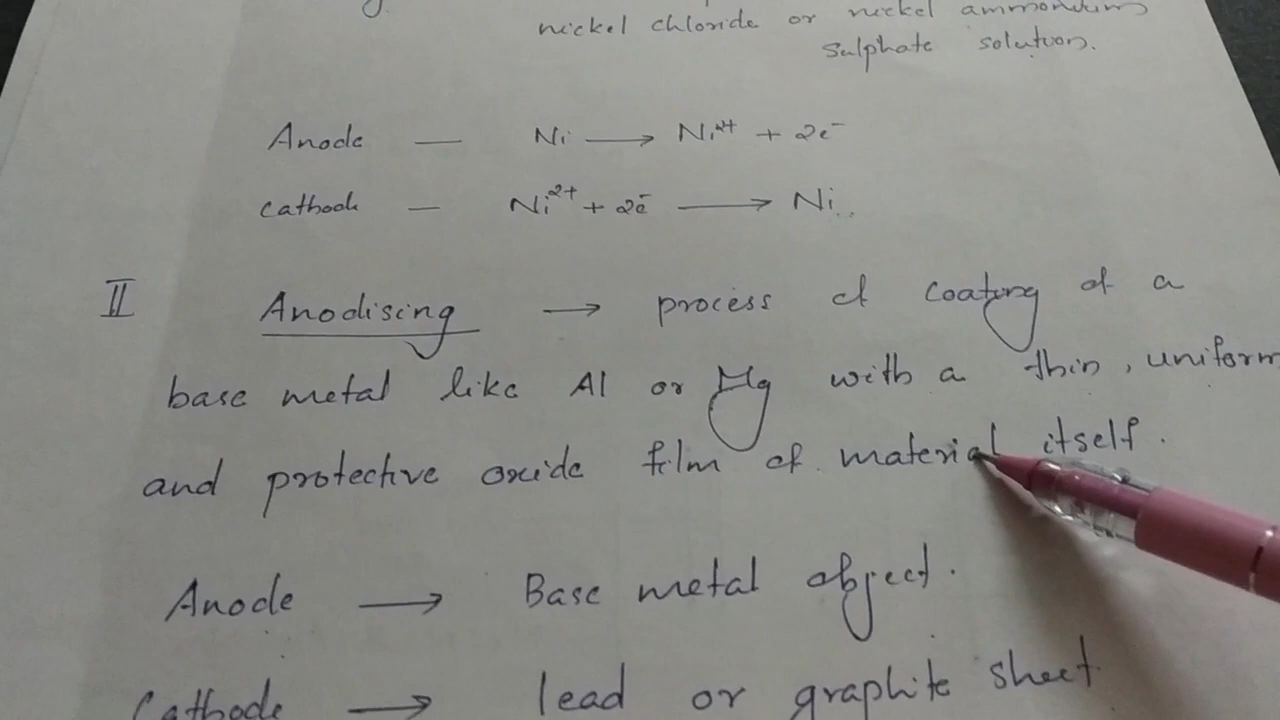 nickel chloride or nickel ammonium
sulphate solution.
Anode — Ni → Ni²⁺ + 2e⁻
Cathode — Ni²⁺ + 2e⁻ → Ni
II Anodising → process of coating of a
base metal like Al or Mg with a thin, uniform
and protective oxide film of material itself.
Anode → Base metal object.
Cathode → lead or graphite sheet